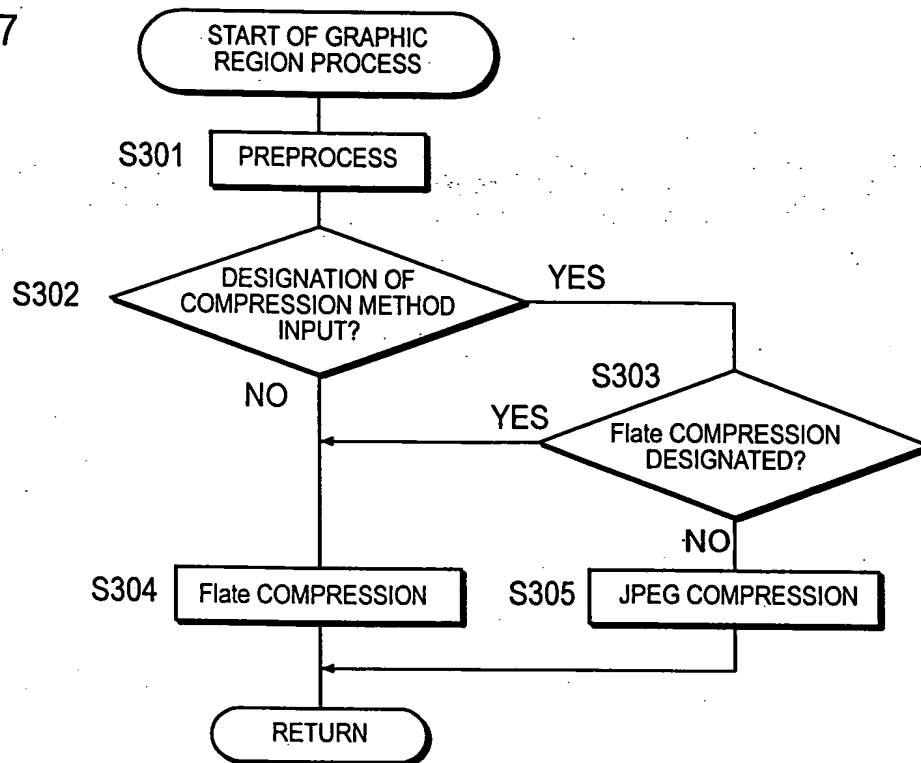 7
START OF GRAPHIC
REGION PROCESS
S301
PREPROCESS
S302
DESIGNATION OF
COMPRESSION METHOD
INPUT?
YES
NO
S303
YES
Flate COMPRESSION
DESIGNATED?
NO
S304
Flate COMPRESSION
S305
JPEG COMPRESSION
RETURN